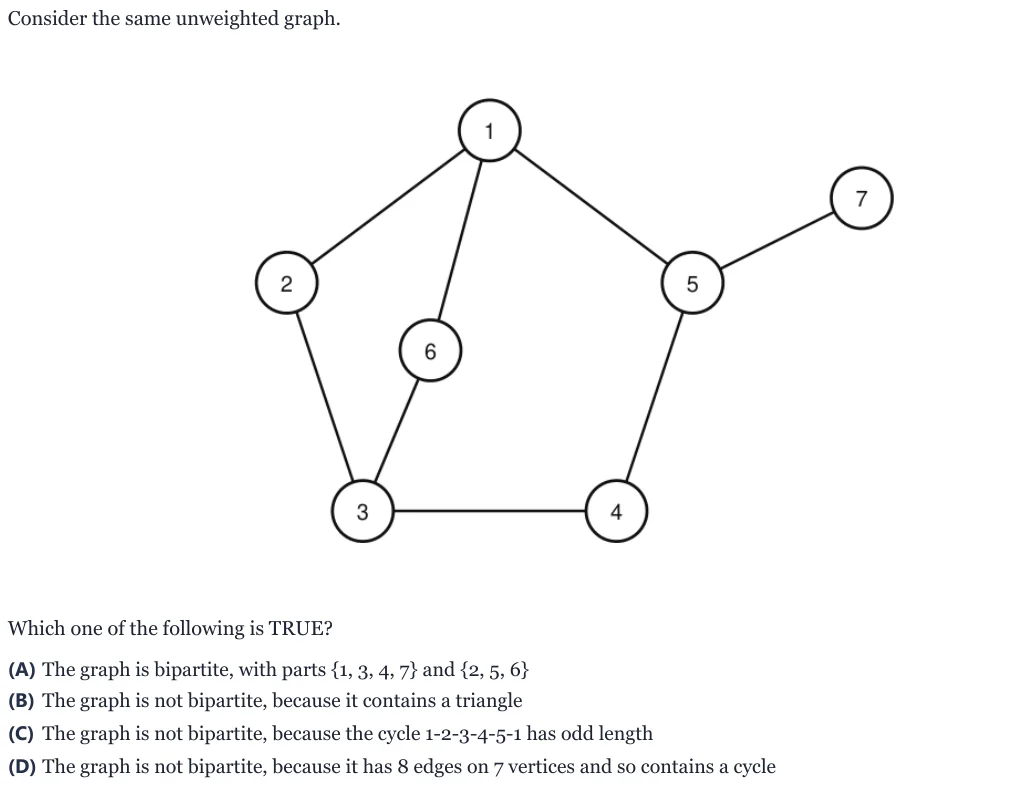 Consider the same unweighted graph.
1
7
2
5
6
3
4
Which one of the following is TRUE?
(A) The graph is bipartite, with parts {1, 3, 4, 7} and {2, 5, 6}
(B) The graph is not bipartite, because it contains a triangle
(C) The graph is not bipartite, because the cycle 1-2-3-4-5-1 has odd length
(D) The graph is not bipartite, because it has 8 edges on 7 vertices and so contains a cycle